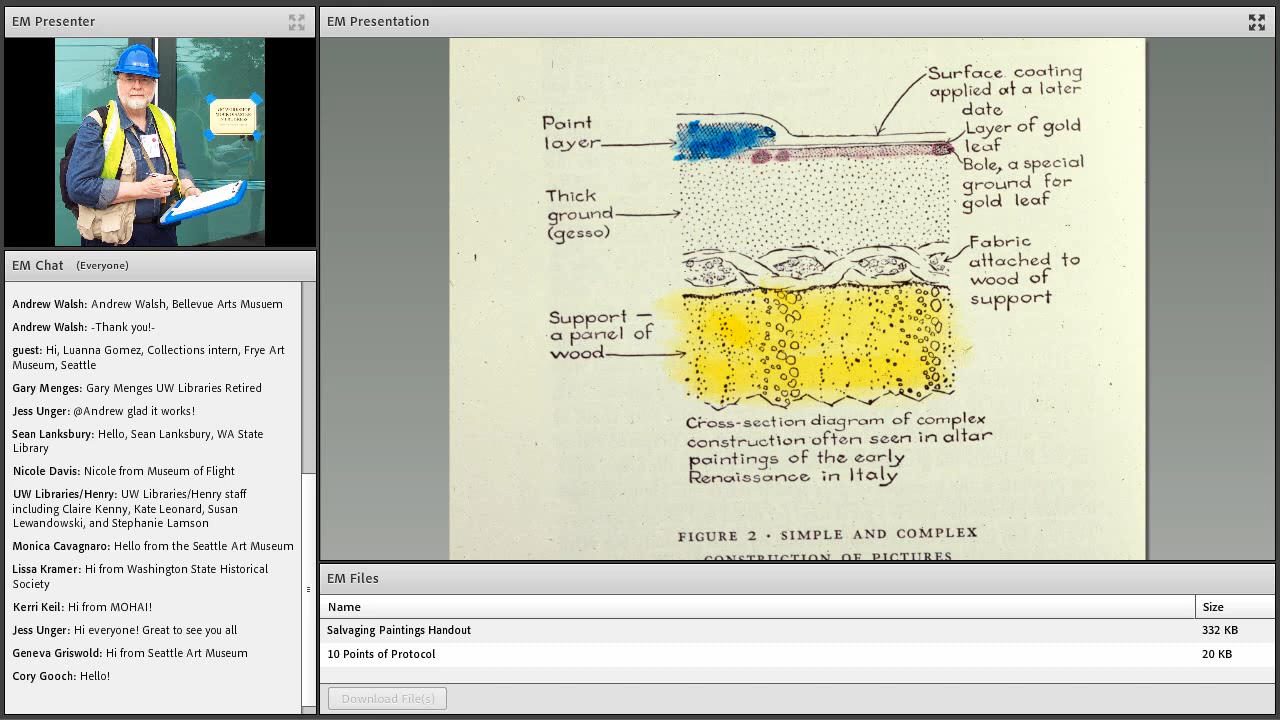 EM Presenter
ART WORKSHOP
MOCK DISASTER
IN PROGRESS
EM Chat (Everyone)
Andrew Walsh: Andrew Walsh, Bellevue Arts Musuem
Andrew Walsh: -Thank you!-
guest: Hi, Luanna Gomez, Collections intern, Frye Art
Museum, Seattle
Gary Menges: Gary Menges UW Libraries Retired
Jess Unger: @Andrew glad it works!
Sean Lanksbury: Hello, Sean Lanksbury, WA State
Library
Nicole Davis: Nicole from Museum of Flight
UW Libraries/Henry: UW Libraries/Henry staff
including Claire Kenny, Kate Leonard, Susan
Lewandowski, and Stephanie Lamson
Monica Cavagnaro: Hello from the Seattle Art Museum
Lissa Kramer: Hi from Washington State Historical
Society
Kerri Keil: Hi from MOHAI!
Jess Unger: Hi everyone! Great to see you all
Geneva Griswold: Hi from Seattle Art Museum
Cory Gooch: Hello!
EM Presentation
Surface coating
applied at a later
date
Paint
layer
Layer of gold
leaf
Bole, a special
ground for
gold leaf
Thick
ground
(gesso)
Fabric
attached to
wood of
support
Support —
a panel of
wood
Cross-section diagram of complex
construction often seen in altar
paintings of the early
Renaissance in Italy
FIGURE 2 · SIMPLE AND COMPLEX
CONSTRUCTION OF PICTURES
EM Files
Name Size
Salvaging Paintings Handout 332 KB
10 Points of Protocol 20 KB
Download File(s)